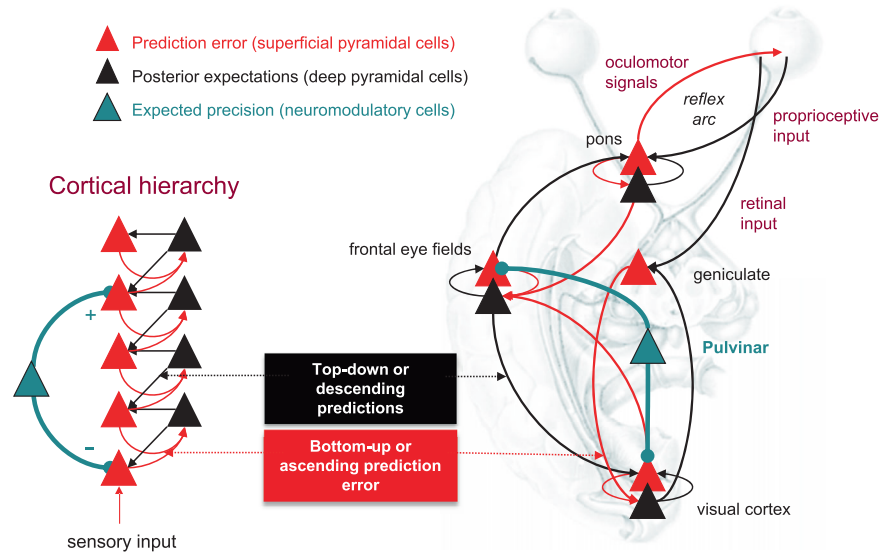 Prediction error (superficial pyramidal cells)
Posterior expectations (deep pyramidal cells)
Expected precision (neuromodulatory cells)
Cortical hierarchy
+
–
sensory input
Top-down or
descending
predictions
Bottom-up or
ascending prediction
error
oculomotor
signals
reflex
arc
proprioceptive
input
pons
retinal
input
frontal eye fields
geniculate
Pulvinar
visual cortex